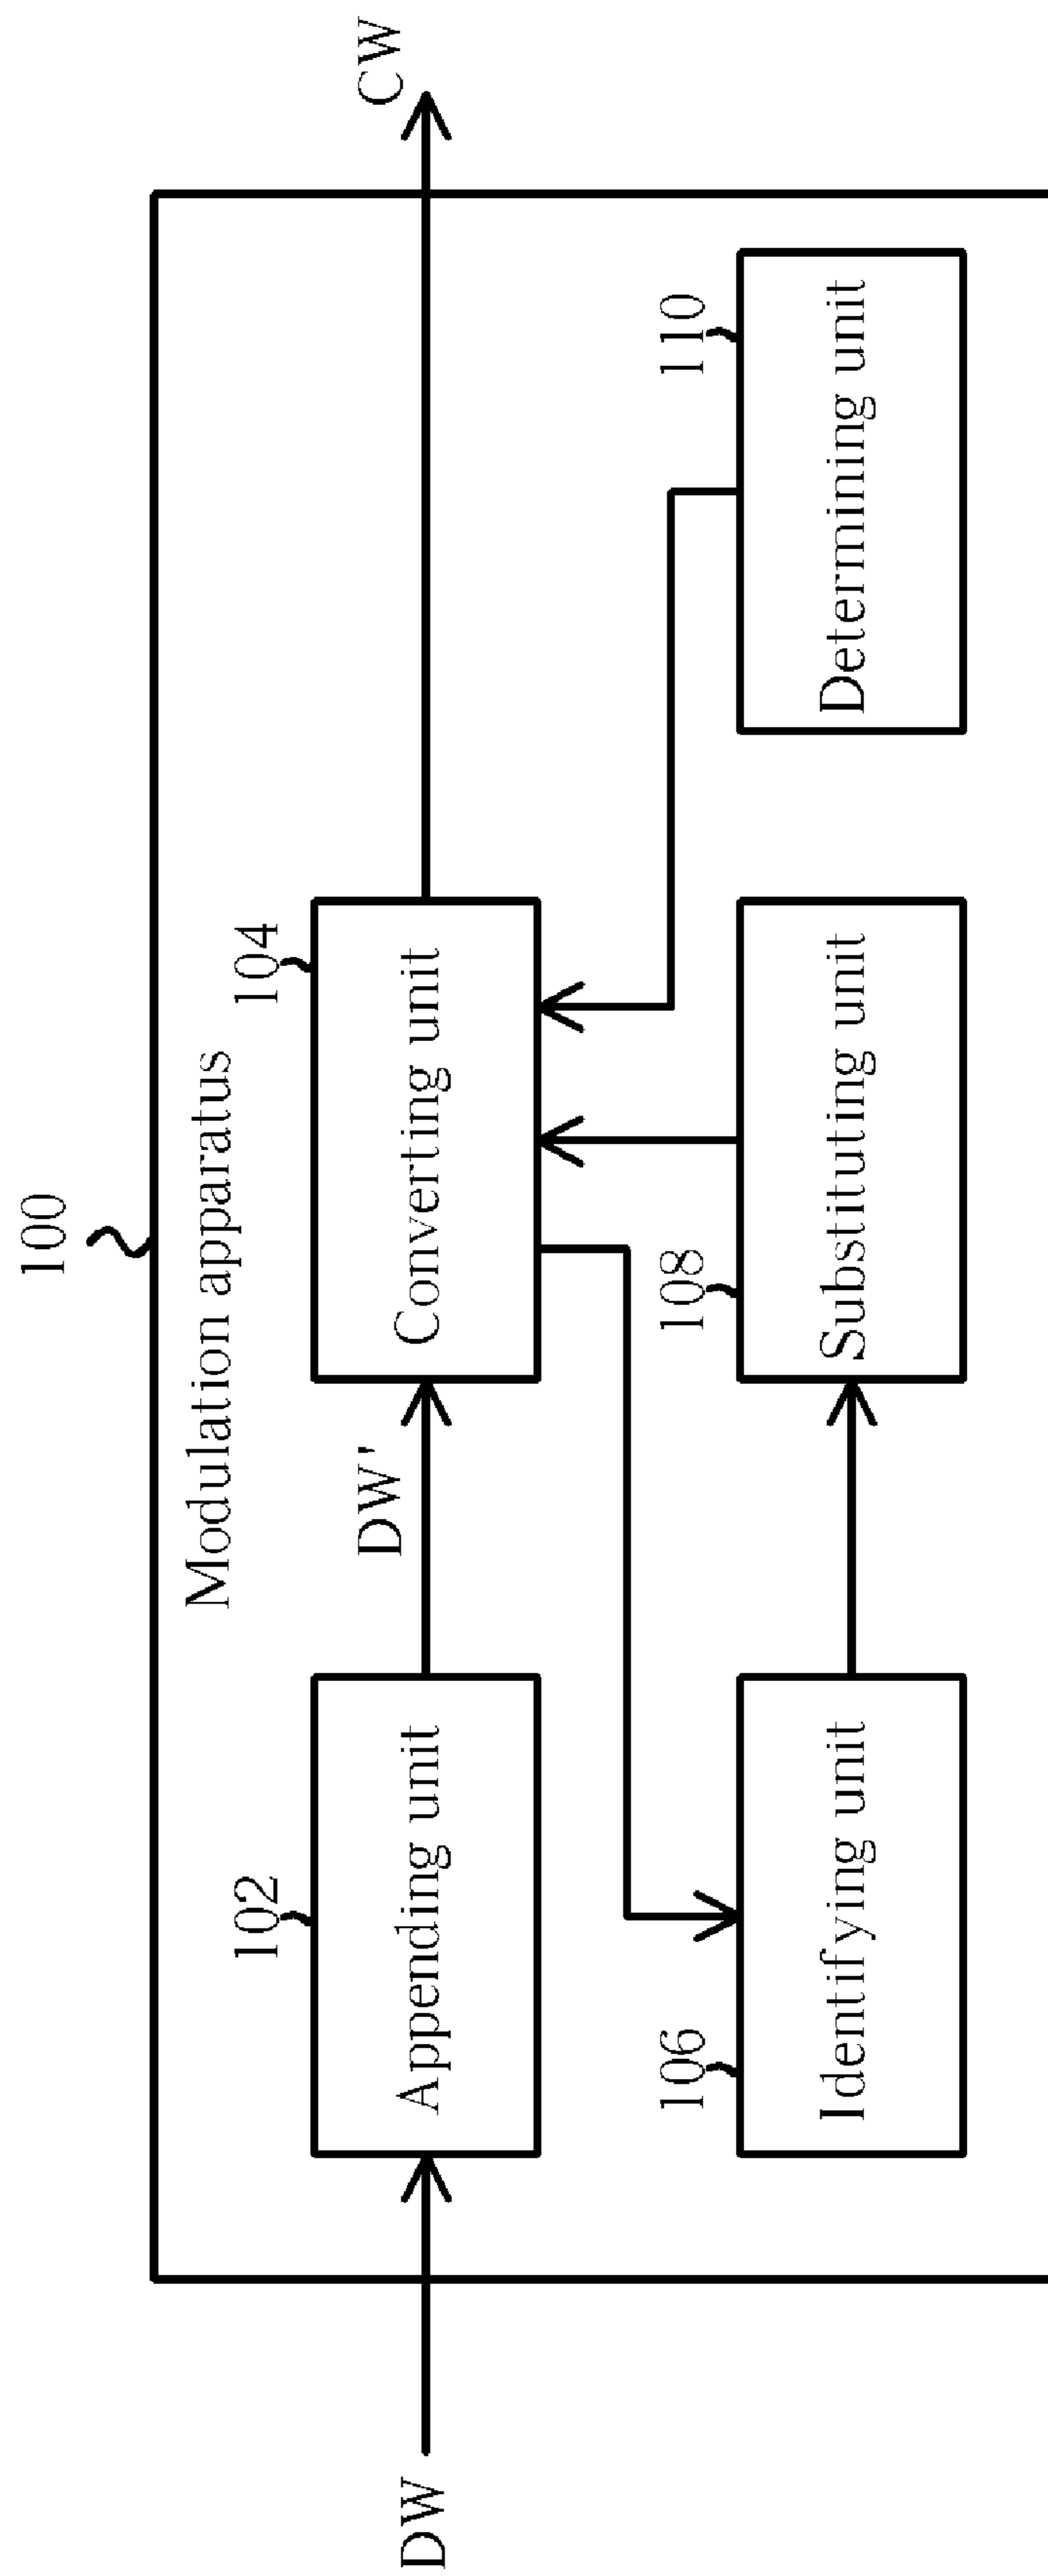 100
Modulation apparatus
102
104
DW
Appending unit
DW'
Converting unit
CW
106
108
110
Identifying unit
Substituting unit
Determining unit